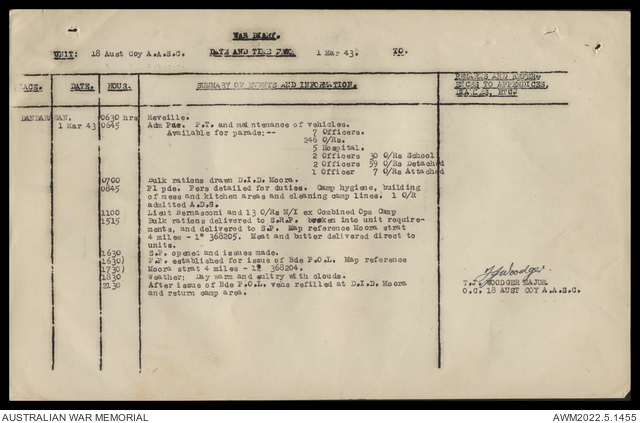 WAR DIARY.
UNIT: 18 Aust Coy A.A.S.C. DATE AND TIME FROM 1 Mar 43. TO.
PLACE. DATE. HOUR. SUMMARY OF EVENTS AND INFORMATION. REMARKS AND REFER-
ENCES TO APPENDICES,
ETC.
DANDARAGAN. 0630 hrs Reveille.
1 Mar 43 0645 Adm Pde. P.T. and maintenance of vehicles.
Available for parade:-- 7 Officers.
246 O/Rs.
5 Hospital.
2 Officers 30 O/Rs School
2 Officers 59 O/Rs Detached
1 Officer 7 O/Rs Attached
0700 Bulk rations drawn D.I.D. Moora.
0845 Pl pde. Pers detailed for duties. Camp hygiene, building
of mess and kitchen areas and cleaning camp lines. 1 O/R
admitted A.D.S.
1100 Lieut Bernasconi and 13 O/Rs M/I ex Combined Ops Camp
1515 Bulk rations delivered to S.R.P. broken into unit require-
ments, and delivered to S.P. Map reference Moora strat
4 miles - 1" 368205. Meat and butter delivered direct to
units.
1630 S.P. opened and issues made.
1630) P.P. established for issue of Bde P.O.L. Map reference
1730) Moora strat 4 miles - 1" 368204.
1830 Weather: Day warm and sultry with clouds.
2130 After issue of Bde P.O.L. vehs refilled at D.I.D. Moora
and return camp area.
TJWoodger.
T.J. WOODGER MAJOR.
O.C. 18 AUST COY A.A.S.C.
AUSTRALIAN WAR MEMORIAL AWM2022.5.1455